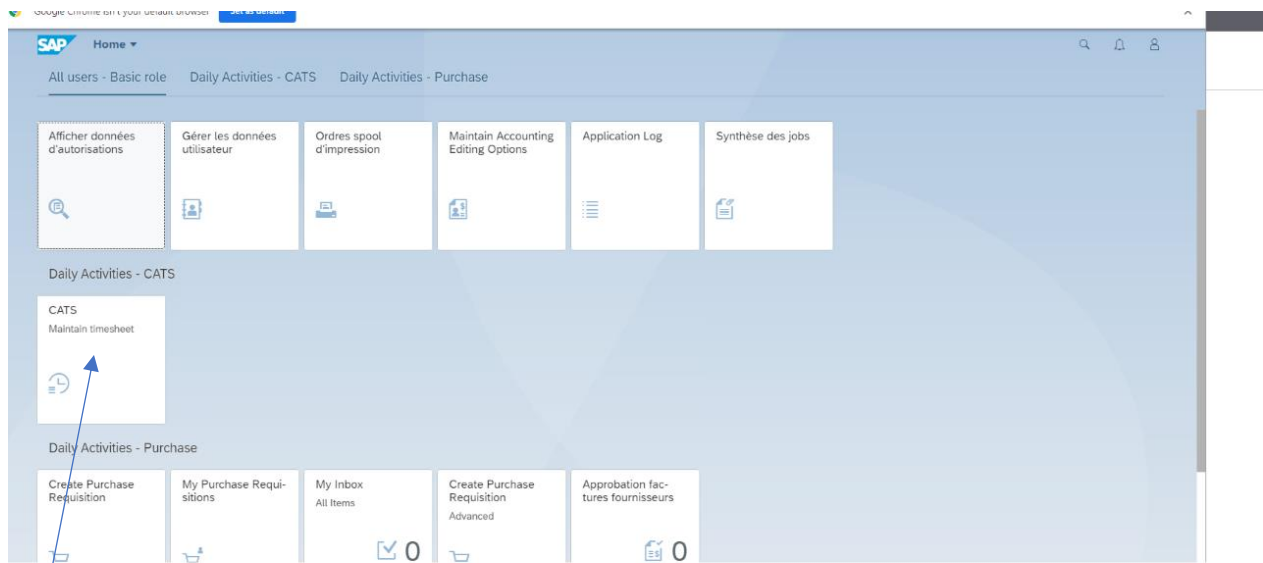 Google Chrome isn't your default browser Set as default
SAP Home
All users - Basic role Daily Activities - CATS Daily Activities - Purchase
Afficher données
d'autorisations
Gérer les données
utilisateur
Ordres spool
d'impression
Maintain Accounting
Editing Options
Application Log
Synthèse des jobs
Daily Activities - CATS
CATS
Maintain timesheet
Daily Activities - Purchase
Create Purchase
Requisition
My Purchase Requi-
sitions
My Inbox
All Items
0
Create Purchase
Requisition
Advanced
Approbation fac-
tures fournisseurs
0